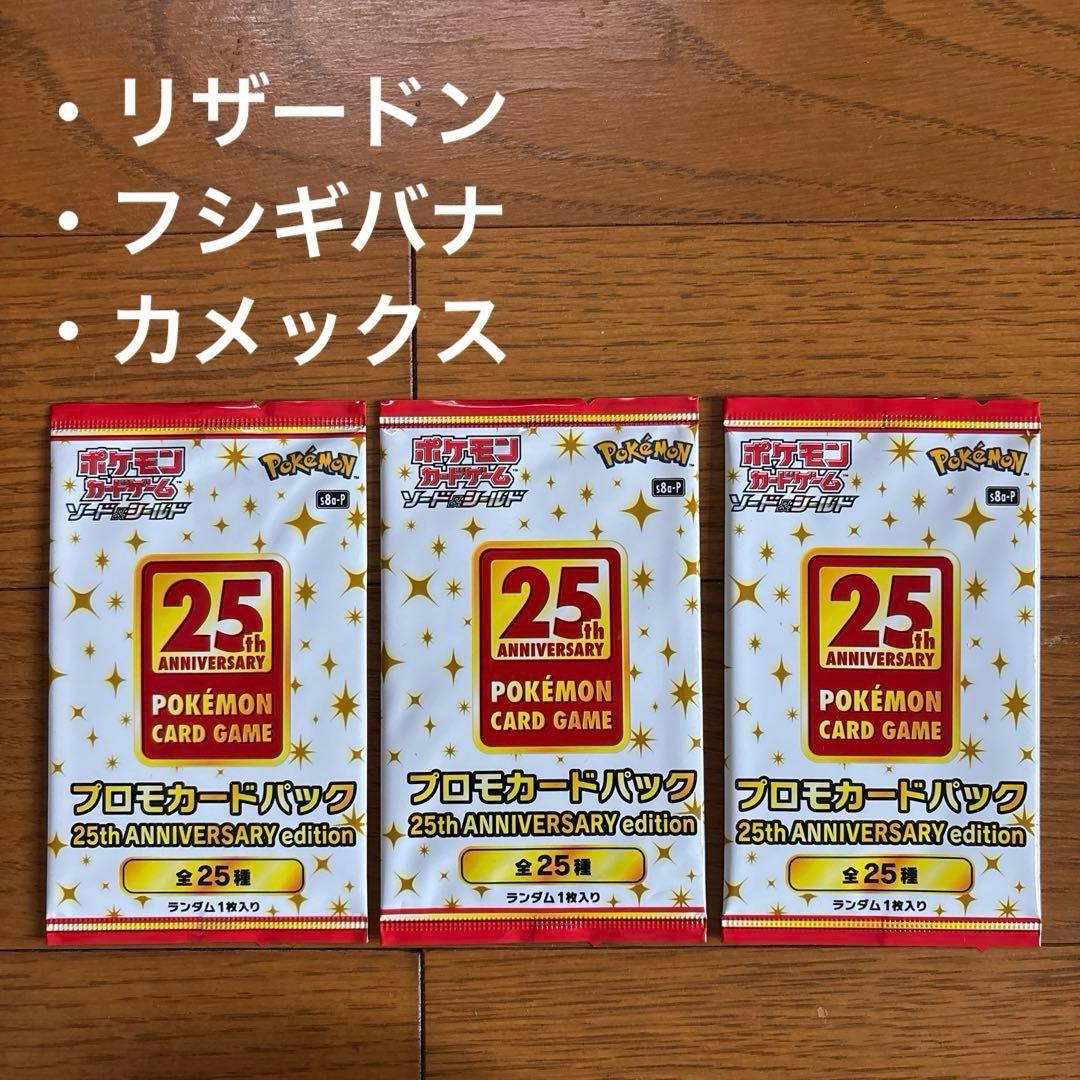 ・リザードン
・フシギバナ
・カメックス
ポケモン
カードゲーム
ソード&シールド
Pokémon
s8a-P
25th
ANNIVERSARY
POKÉMON
CARD GAME
プロモカードパック
25th ANNIVERSARY edition
全25種
ランダム1枚入り
ポケモン
カードゲーム
ソード&シールド
Pokémon
s8a-P
25th
ANNIVERSARY
POKÉMON
CARD GAME
プロモカードパック
25th ANNIVERSARY edition
全25種
ランダム1枚入り
ポケモン
カードゲーム
ソード&シールド
Pokémon
s8a-P
25th
ANNIVERSARY
POKÉMON
CARD GAME
プロモカードパック
25th ANNIVERSARY edition
全25種
ランダム1枚入り